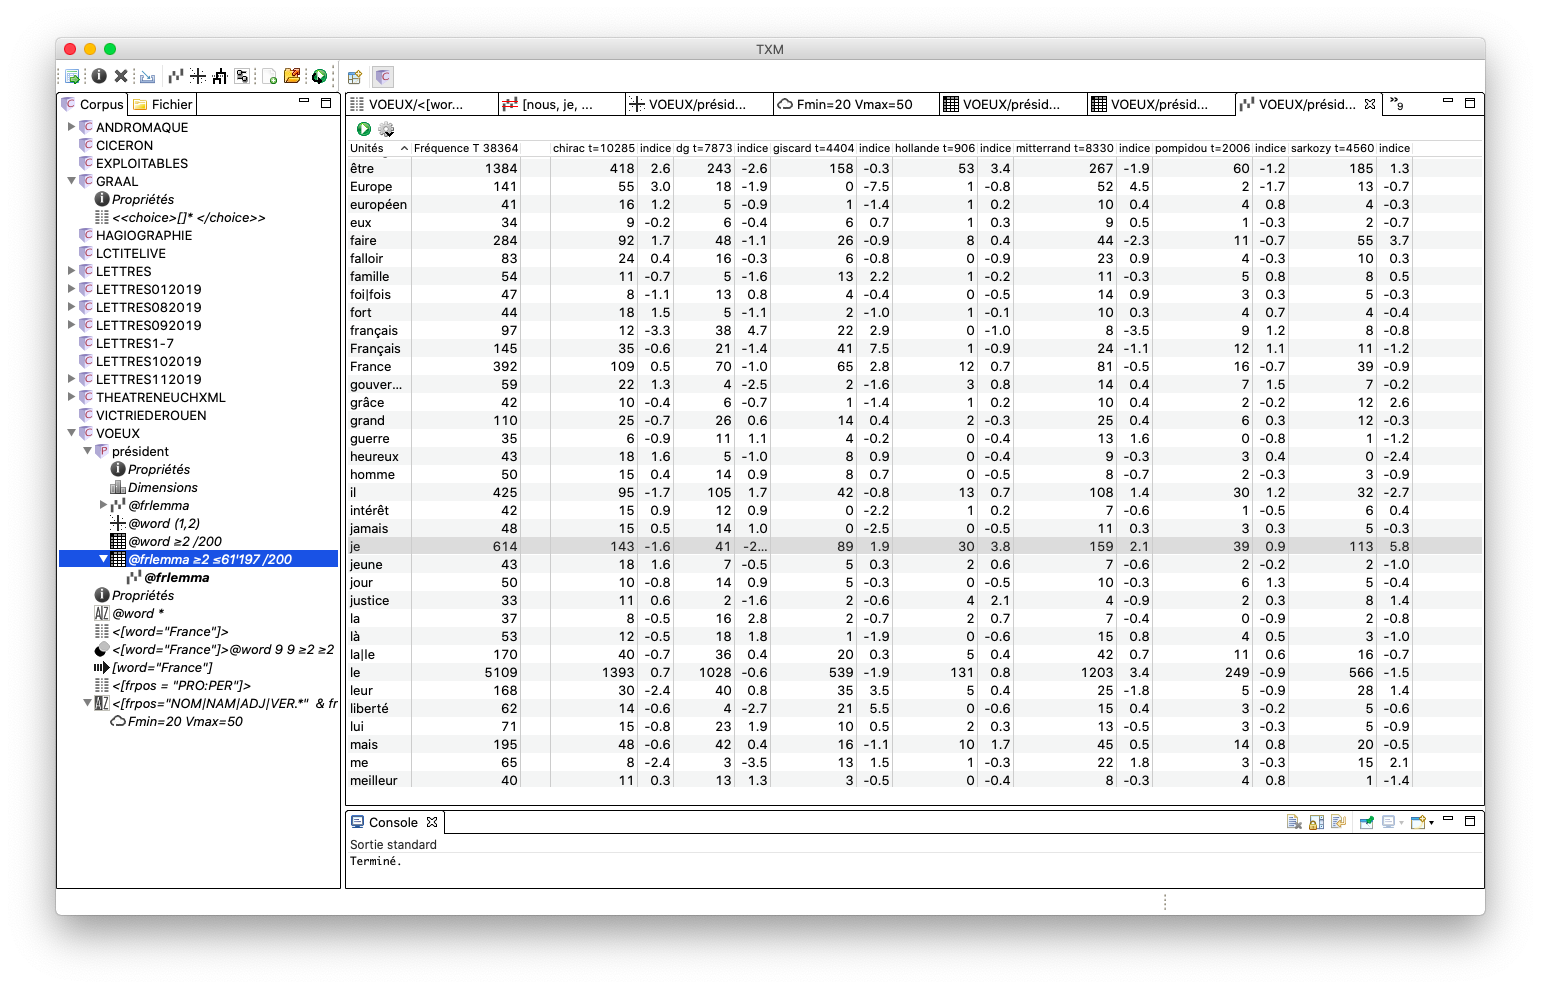 TXM
Corpus
Fichier
ANDROMAQUE
CICERON
EXPLOITABLES
GRAAL
Propriétés
<<choice>[]* </choice>>
HAGIOGRAPHIE
LCTITELIVE
LETTRES
LETTRES012019
LETTRES082019
LETTRES092019
LETTRES1-7
LETTRES102019
LETTRES112019
THEATRENEUCHXML
VICTRIEDEROUEN
VOEUX
président
Propriétés
Dimensions
@frlemma
@word (1,2)
@word ≥2 /200
@frlemma ≥2 ≤61'197 /200
@frlemma
Propriétés
@word *
<[word="France"]>
<[word="France"]>@word 9 9 ≥2 ≥2
[word="France"]
<[frpos = "PRO:PER"]>
<[frpos="NOM|NAM|ADJ|VER.*" & fr
Fmin=20 Vmax=50
VOEUX/<[wor... [nous, je, ... VOEUX/présid... Fmin=20 Vmax=50 VOEUX/présid... VOEUX/présid... VOEUX/présid... »9
Unités Fréquence T 38364 chirac t=10285 indice dg t=7873 indice giscard t=4404 indice hollande t=906 indice mitterrand t=8330 indice pompidou t=2006 indice sarkozy t=4560 indice
être 1384 418 2.6 243 -2.6 158 -0.3 53 3.4 267 -1.9 60 -1.2 185 1.3
Europe 141 55 3.0 18 -1.9 0 -7.5 1 -0.8 52 4.5 2 -1.7 13 -0.7
européen 41 16 1.2 5 -0.9 1 -1.4 1 0.2 10 0.4 4 0.8 4 -0.3
eux 34 9 -0.2 6 -0.4 6 0.7 1 0.3 9 0.5 1 -0.3 2 -0.7
faire 284 92 1.7 48 -1.1 26 -0.9 8 0.4 44 -2.3 11 -0.7 55 3.7
falloir 83 24 0.4 16 -0.3 6 -0.8 0 -0.9 23 0.9 4 -0.3 10 0.3
famille 54 11 -0.7 5 -1.6 13 2.2 1 -0.2 11 -0.3 5 0.8 8 0.5
foi|fois 47 8 -1.1 13 0.8 4 -0.4 0 -0.5 14 0.9 3 0.3 5 -0.3
fort 44 18 1.5 5 -1.1 2 -1.0 1 -0.1 10 0.3 4 0.7 4 -0.4
français 97 12 -3.3 38 4.7 22 2.9 0 -1.0 8 -3.5 9 1.2 8 -0.8
Français 145 35 -0.6 21 -1.4 41 7.5 1 -0.9 24 -1.1 12 1.1 11 -1.2
France 392 109 0.5 70 -1.0 65 2.8 12 0.7 81 -0.5 16 -0.7 39 -0.9
gouver... 59 22 1.3 4 -2.5 2 -1.6 3 0.8 14 0.4 7 1.5 7 -0.2
grâce 42 10 -0.4 6 -0.7 1 -1.4 1 0.2 10 0.4 2 -0.2 12 2.6
grand 110 25 -0.7 26 0.6 14 0.4 2 -0.3 25 0.4 6 0.3 12 -0.3
guerre 35 6 -0.9 11 1.1 4 -0.2 0 -0.4 13 1.6 0 -0.8 1 -1.2
heureux 43 18 1.6 5 -1.0 8 0.9 0 -0.4 9 -0.3 3 0.4 0 -2.4
homme 50 15 0.4 14 0.9 8 0.7 0 -0.5 8 -0.7 2 -0.3 3 -0.9
il 425 95 -1.7 105 1.7 42 -0.8 13 0.7 108 1.4 30 1.2 32 -2.7
intérêt 42 15 0.9 12 0.9 0 -2.2 1 0.2 7 -0.6 1 -0.5 6 0.4
jamais 48 15 0.5 14 1.0 0 -2.5 0 -0.5 11 0.3 3 0.3 5 -0.3
je 614 143 -1.6 41 -2... 89 1.9 30 3.8 159 2.1 39 0.9 113 5.8
jeune 43 18 1.6 7 -0.5 5 0.3 2 0.6 7 -0.6 2 -0.2 2 -1.0
jour 50 10 -0.8 14 0.9 5 -0.3 0 -0.5 10 -0.3 6 1.3 5 -0.4
justice 33 11 0.6 2 -1.6 2 -0.6 4 2.1 4 -0.9 2 0.3 8 1.4
la 37 8 -0.5 16 2.8 2 -0.7 2 0.7 7 -0.4 0 -0.9 2 -0.8
là 53 12 -0.5 18 1.8 1 -1.9 0 -0.6 15 0.8 4 0.5 3 -1.0
la|le 170 40 -0.7 36 0.4 20 0.3 5 0.4 42 0.7 11 0.6 16 -0.7
le 5109 1393 0.7 1028 -0.6 539 -1.9 131 0.8 1203 3.4 249 -0.9 566 -1.5
leur 168 30 -2.4 40 0.8 35 3.5 5 0.4 25 -1.8 5 -0.9 28 1.4
liberté 62 14 -0.6 4 -2.7 21 5.5 0 -0.6 15 0.4 3 -0.2 5 -0.6
lui 71 15 -0.8 23 1.9 10 0.5 2 0.3 13 -0.5 3 -0.3 5 -0.9
mais 195 48 -0.6 42 0.4 16 -1.1 10 1.7 45 0.5 14 0.8 20 -0.5
me 65 8 -2.4 3 -3.5 13 1.5 1 -0.3 22 1.8 3 -0.3 15 2.1
meilleur 40 11 0.3 13 1.3 3 -0.5 0 -0.4 8 -0.3 4 0.8 1 -1.4
Console
Sortie standard
Terminé.